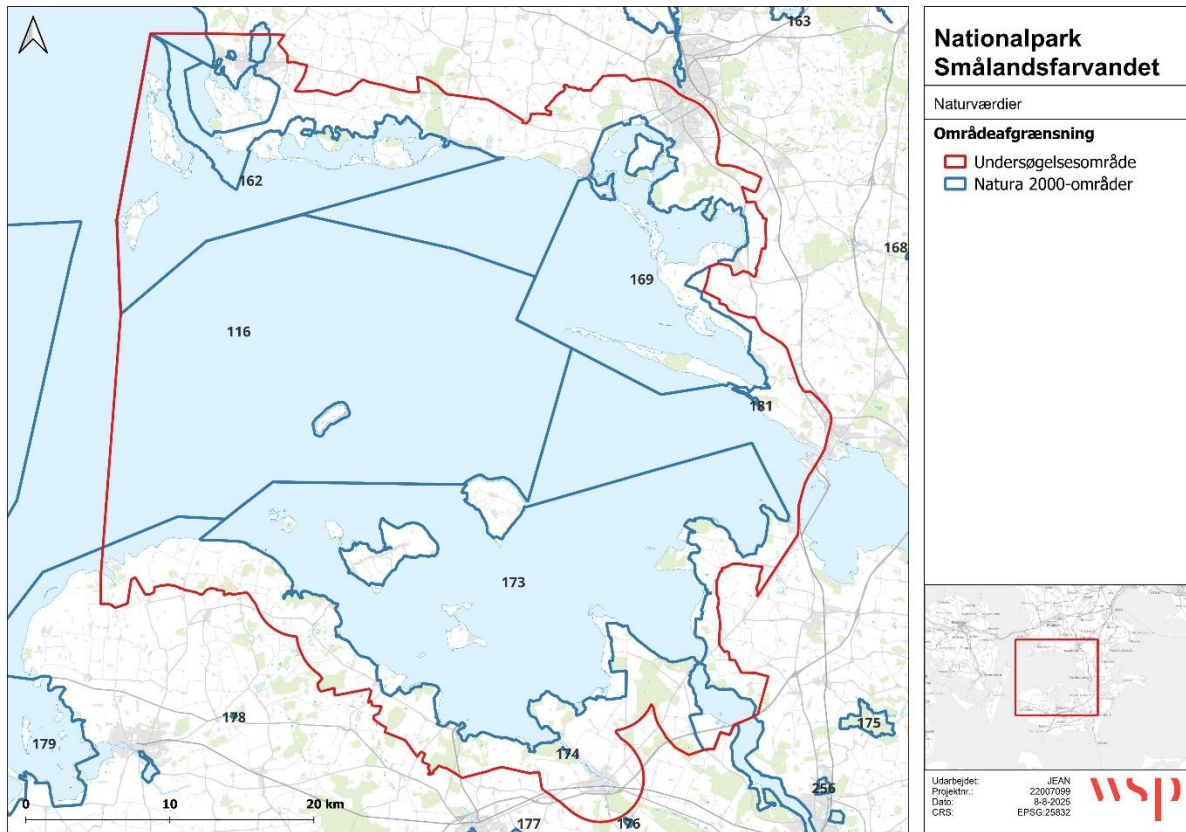 163
162
168
169
116
181
173
175
178
179
174
256
177
176
0
10
20 km
Nationalpark
Smålandsfarvandet
Naturværdier
Områdeafgrænsning
Undersøgelsesområde
Natura 2000-områder
Udarbejdet: JEAN
Projektnr.: 22007099
Dato: 8-8-2025
CRS: EPSG:25832
wsp